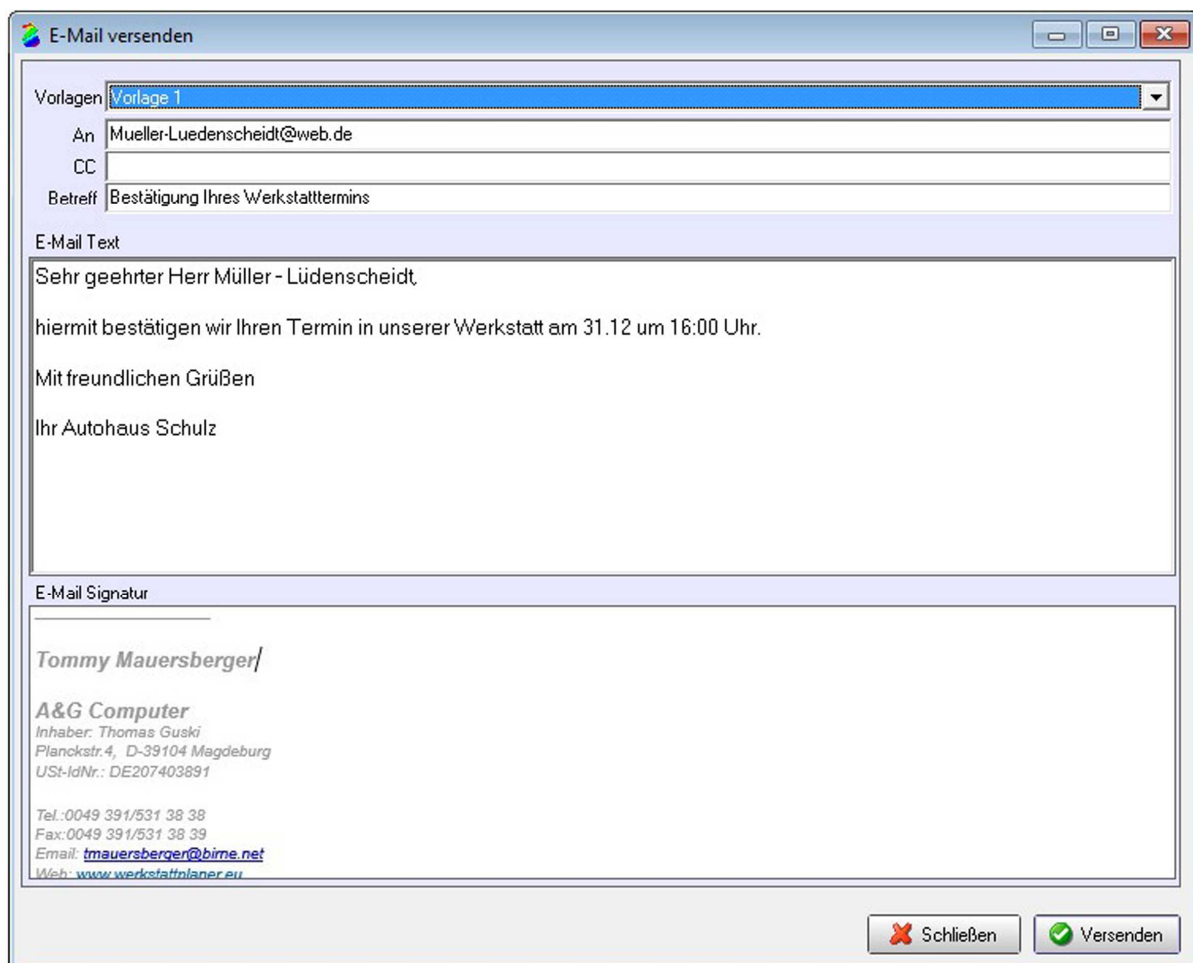 E-Mail versenden
Vorlagen Vorlage 1
An Mueller-Luedenscheidt@web.de
CC
Betreff Bestätigung Ihres Werkstatttermins
E-Mail Text
Sehr geehrter Herr Müller - Lüdenscheidt,
hiermit bestätigen wir Ihren Termin in unserer Werkstatt am 31.12 um 16:00 Uhr.
Mit freundlichen Grüßen
Ihr Autohaus Schulz
E-Mail Signatur
Tommy Mauersberger
A&G Computer
Inhaber: Thomas Guski
Planckstr.4, D-39104 Magdeburg
USt-IdNr.: DE207403891
Tel.:0049 391/531 38 38
Fax:0049 391/531 38 39
Email: tmauersberger@birne.net
Web: www.werkstattplaner.eu
Schließen Versenden